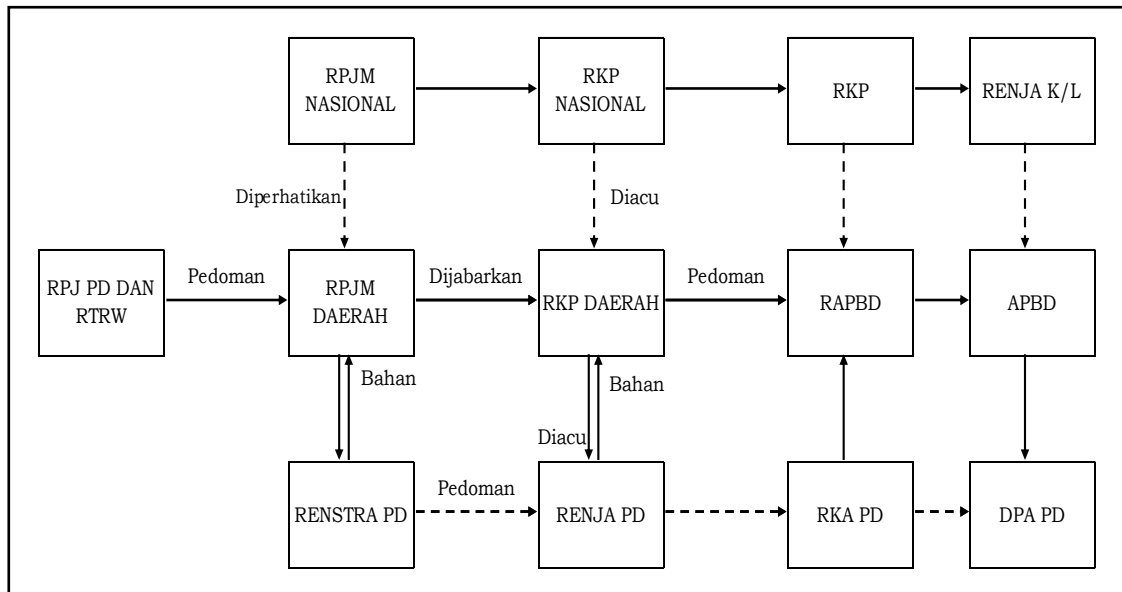 RPJM
NASIONAL
RKP
NASIONAL
RKP
RENJA K/L
Diperhatikan
Diacu
RPJ PD DAN
RTRW
Pedoman
RPJM
DAERAH
Dijabarkan
RKP DAERAH
Pedoman
RAPBD
APBD
Bahan
Bahan
Diacu
RENSTRA PD
Pedoman
RENJA PD
RKA PD
DPA PD